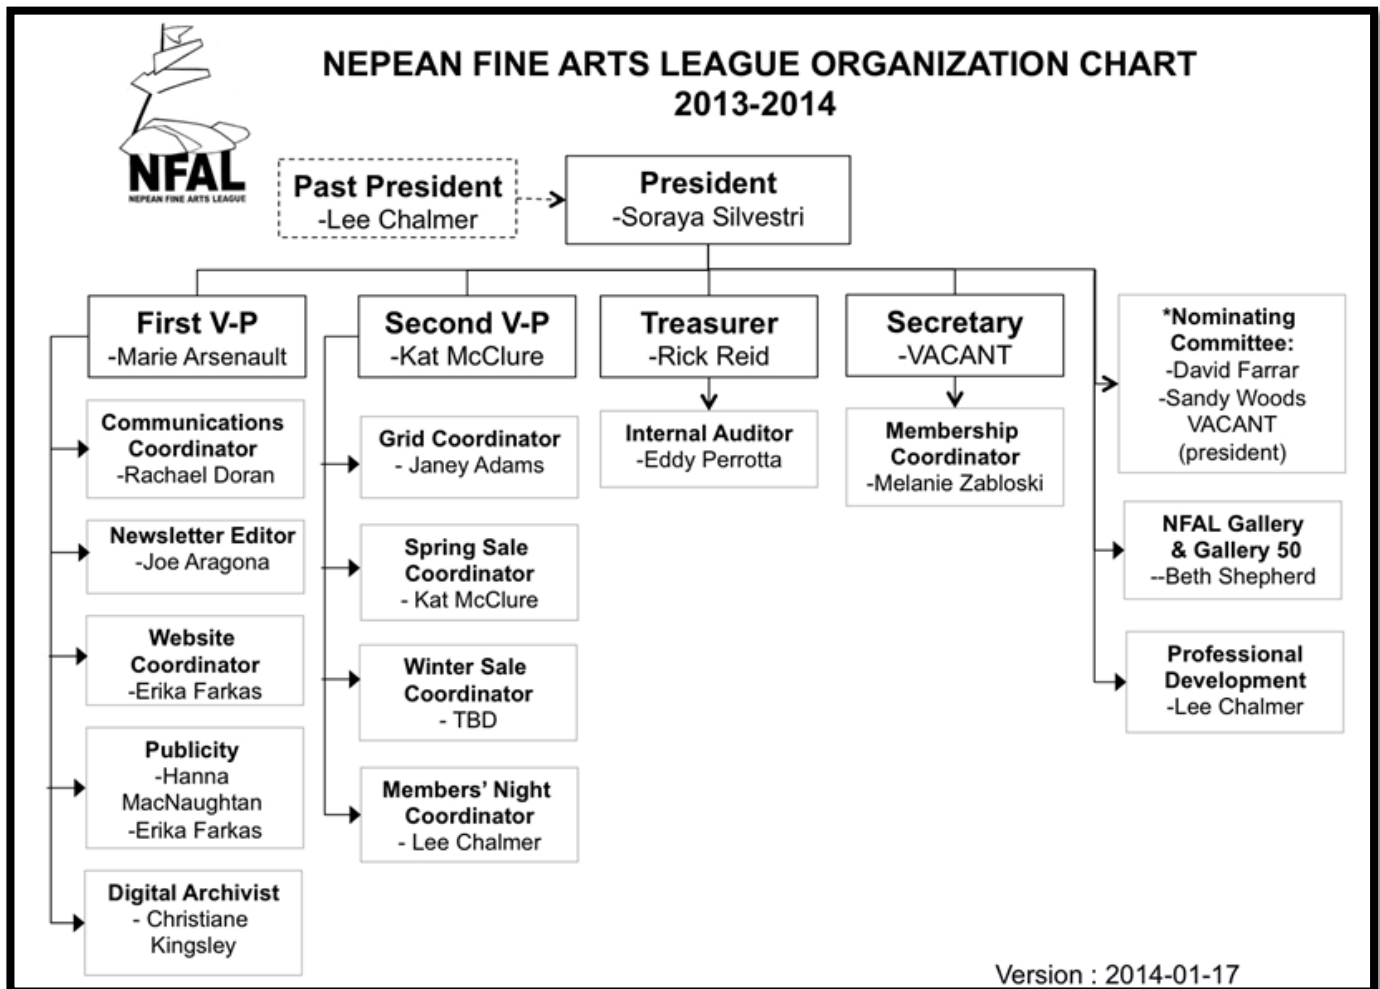 NEPEAN FINE ARTS LEAGUE ORGANIZATION CHART
2013-2014
NFAL
NEPEAN FINE ARTS LEAGUE
Past President
-Lee Chalmer
President
-Soraya Silvestri
First V-P
-Marie Arsenault
Second V-P
-Kat McClure
Treasurer
-Rick Reid
Secretary
-VACANT
*Nominating
Committee:
-David Farrar
-Sandy Woods
VACANT
(president)
Communications
Coordinator
-Rachael Doran
Newsletter Editor
-Joe Aragona
Website
Coordinator
-Erika Farkas
Publicity
-Hanna
MacNaughtan
-Erika Farkas
Digital Archivist
- Christiane
Kingsley
Grid Coordinator
- Janey Adams
Spring Sale
Coordinator
- Kat McClure
Winter Sale
Coordinator
- TBD
Members’ Night
Coordinator
- Lee Chalmer
Internal Auditor
-Eddy Perrotta
Membership
Coordinator
-Melanie Zabloski
NFAL Gallery
& Gallery 50
--Beth Shepherd
Professional
Development
-Lee Chalmer
Version : 2014-01-17